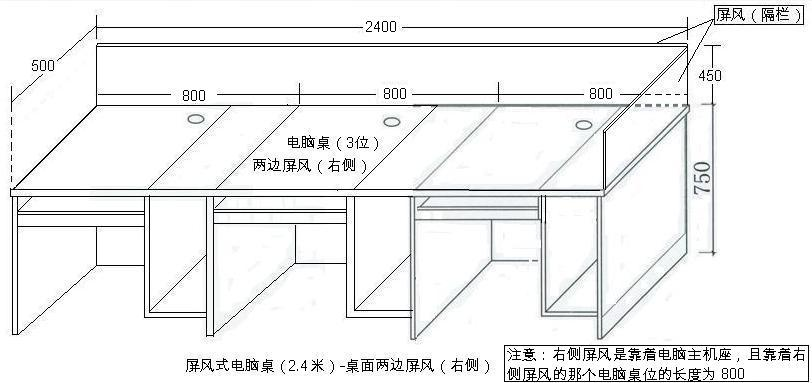 屏风（隔栏）
2400
500
450
800
800
800
电脑桌（3位）
两边屏风（右侧）
750
屏风式电脑桌（2.4米）-桌面两边屏风（右侧）
注意：右侧屏风是靠着电脑主机座，且靠着右
侧屏风的那个电脑桌位的长度为 800